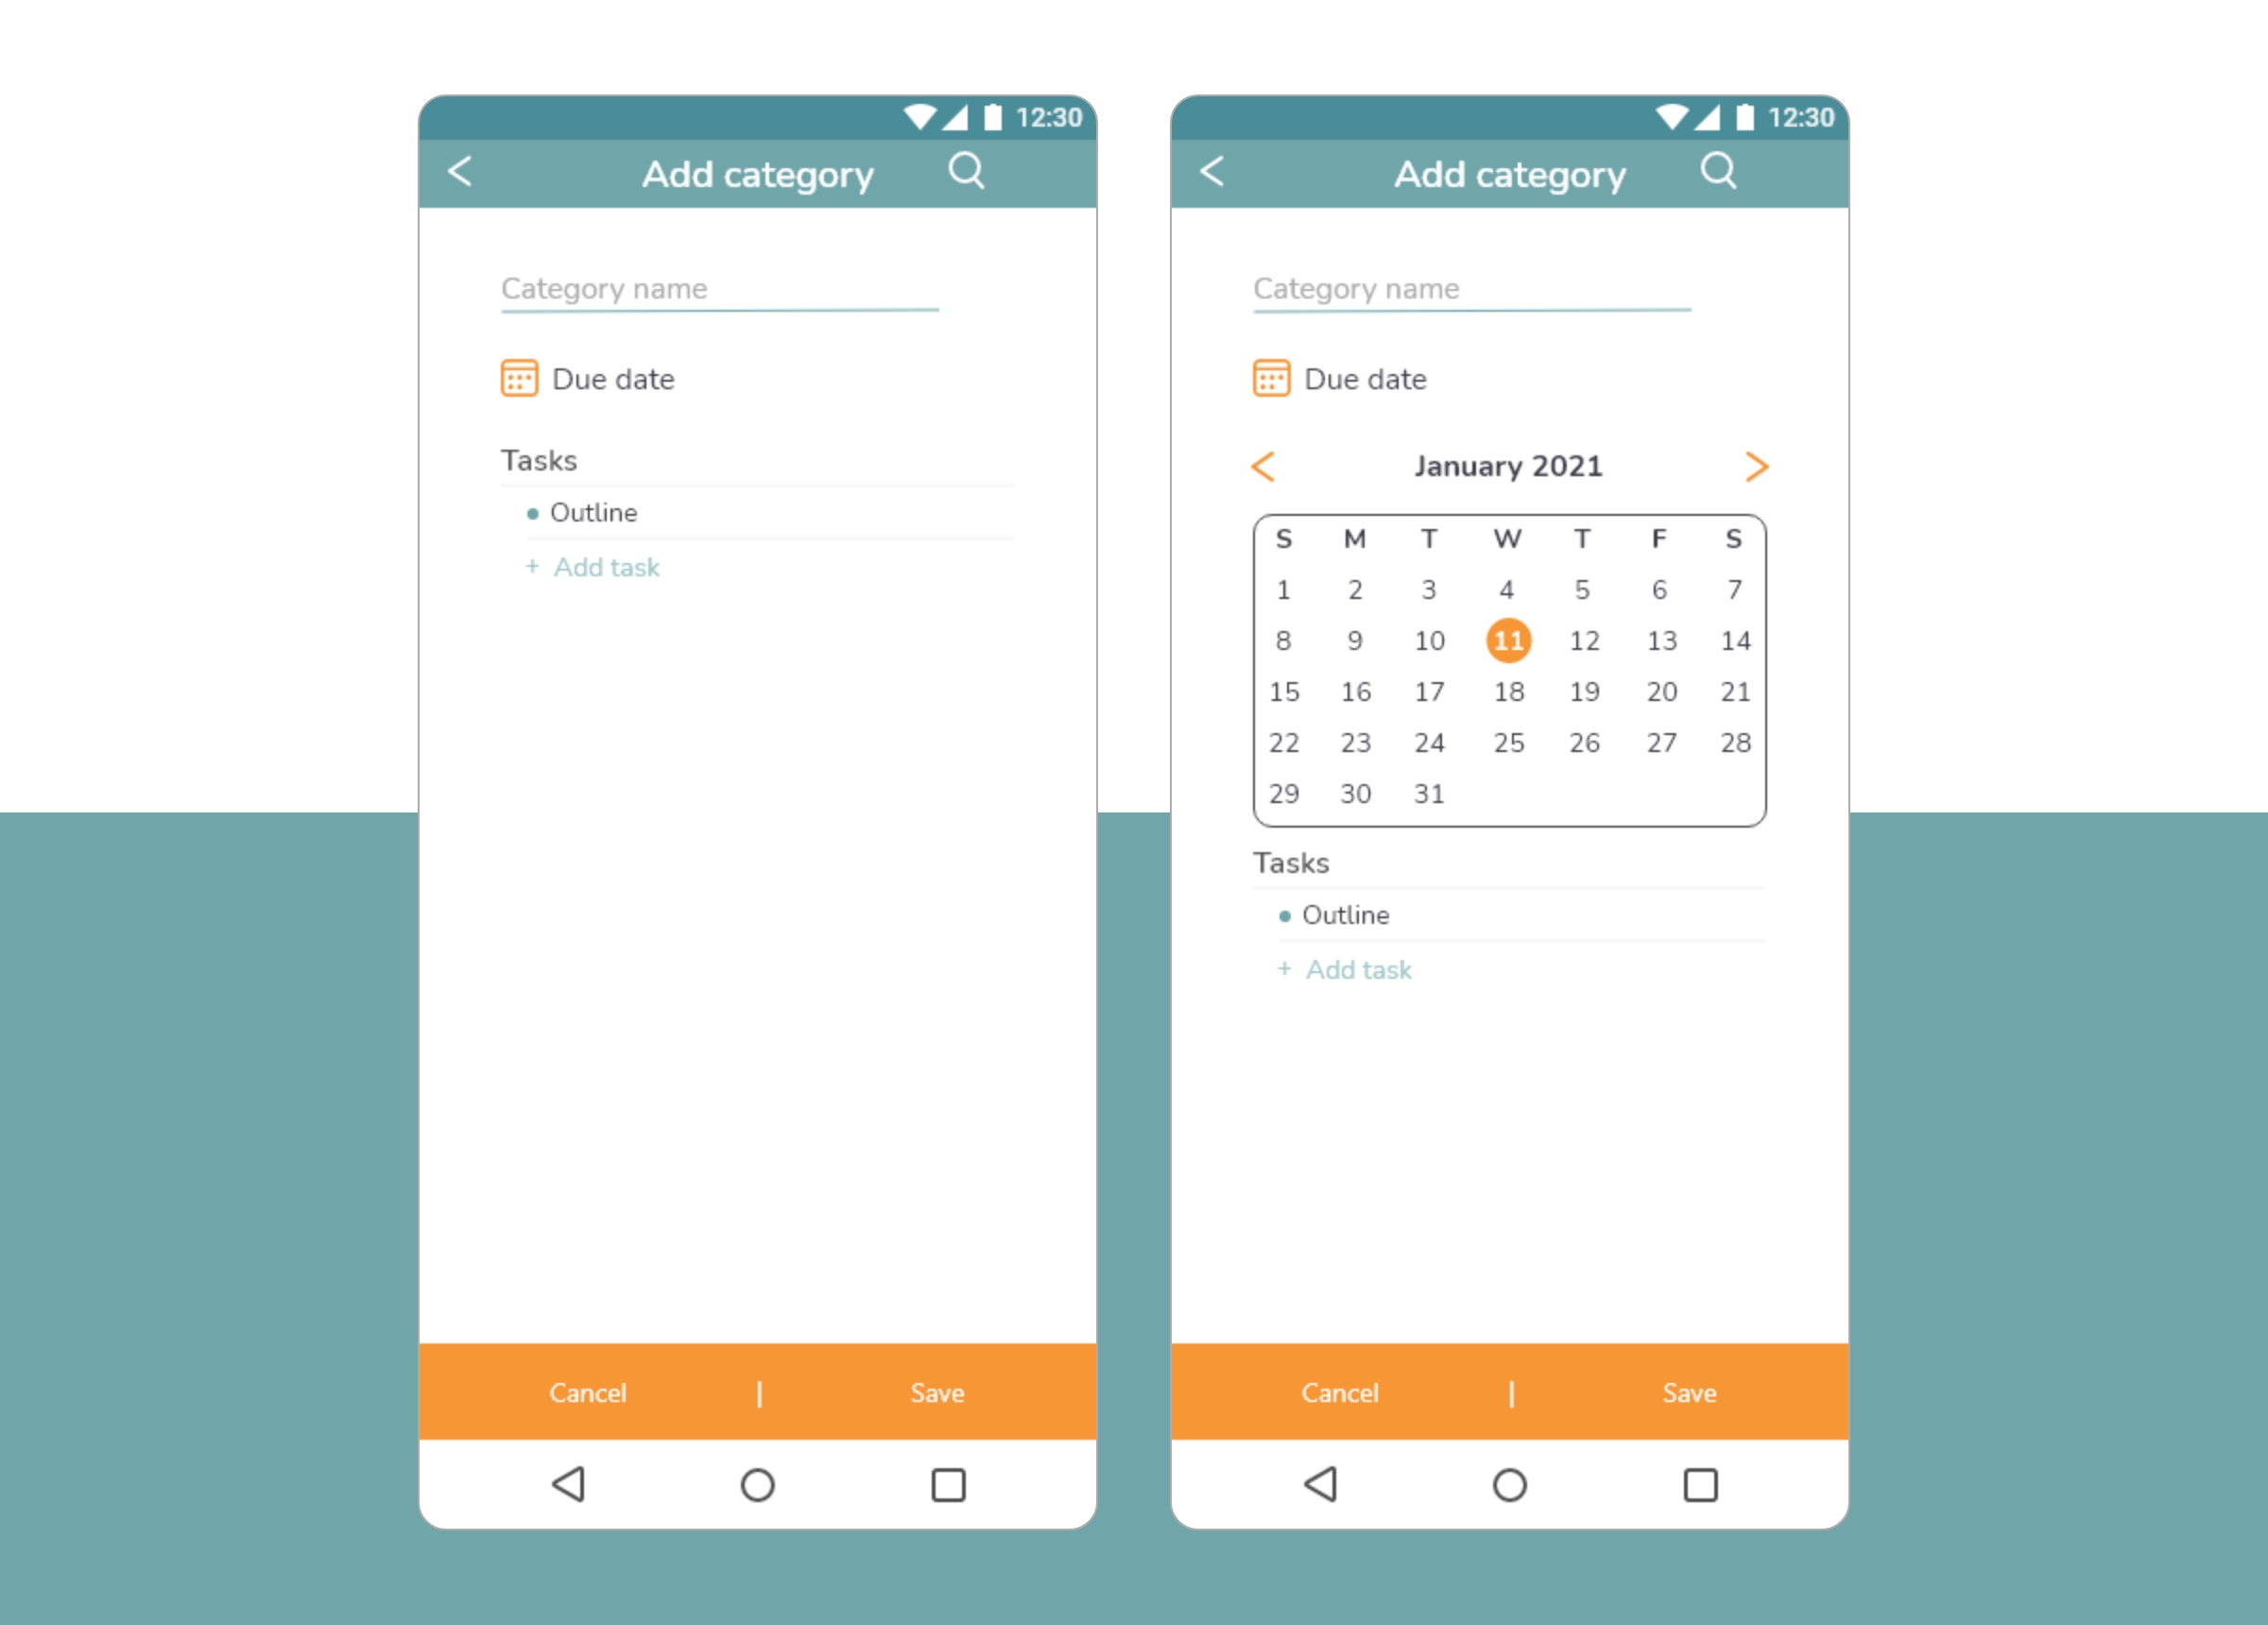 12:30
Add category
Category name
Due date
Tasks
Outline
+ Add task
Cancel | Save
12:30
Add category
Category name
Due date
< January 2021 >
S M T W T F S
1 2 3 4 5 6 7
8 9 10 11 12 13 14
15 16 17 18 19 20 21
22 23 24 25 26 27 28
29 30 31
Tasks
Outline
+ Add task
Cancel | Save